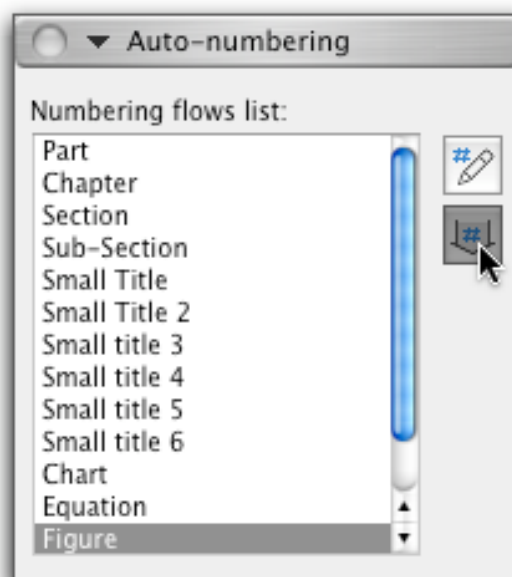 Auto-numbering
Numbering flows list:
Part
Chapter
Section
Sub-Section
Small Title
Small Title 2
Small title 3
Small title 4
Small title 5
Small title 6
Chart
Equation
Figure
#
#